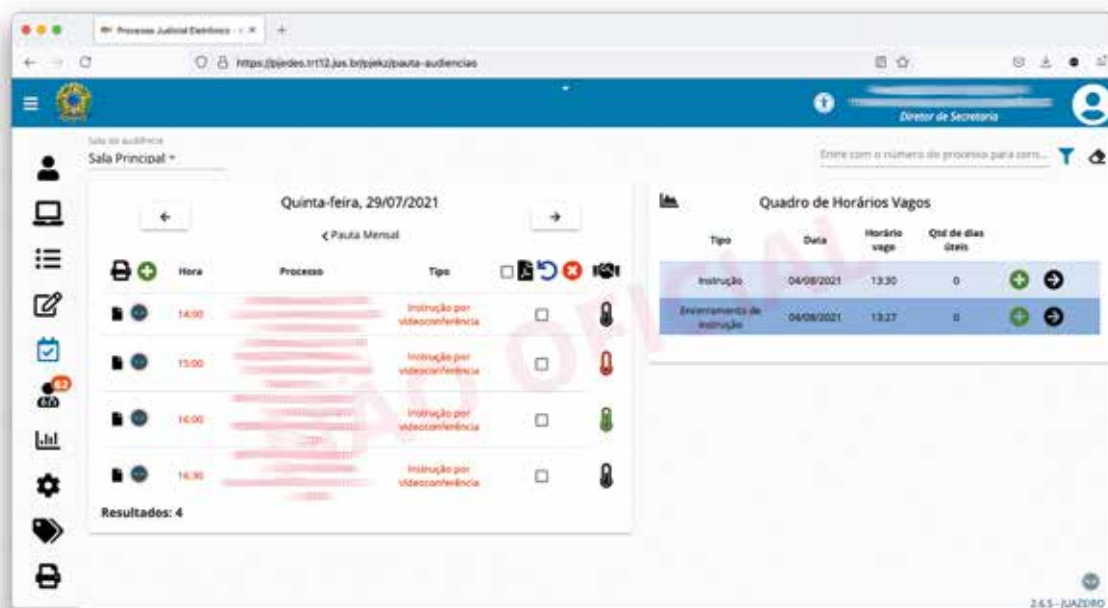 Processo Judicial Eletrônico
https://pjedes.trt12.jus.br/pjekz/pauta-audiencias
Diretor de Secretaria
Sala de audiência
Sala Principal
Entre com o número do processo para cons...
Quinta-feira, 29/07/2021
Pauta Mensal
Hora Processo Tipo
14:00 Instrução por
videoconferência
15:00 Instrução por
videoconferência
16:00 Instrução por
videoconferência
16:30 Instrução por
videoconferência
Resultados: 4
Quadro de Horários Vagos
Tipo Data Horário
vago Qtd de dias
úteis
Instrução 04/08/2021 13:30 0
Encerramento de
instrução 04/08/2021 13:27 0
62
NÃO OFICIAL
2.6.5 - JUAZEIRO